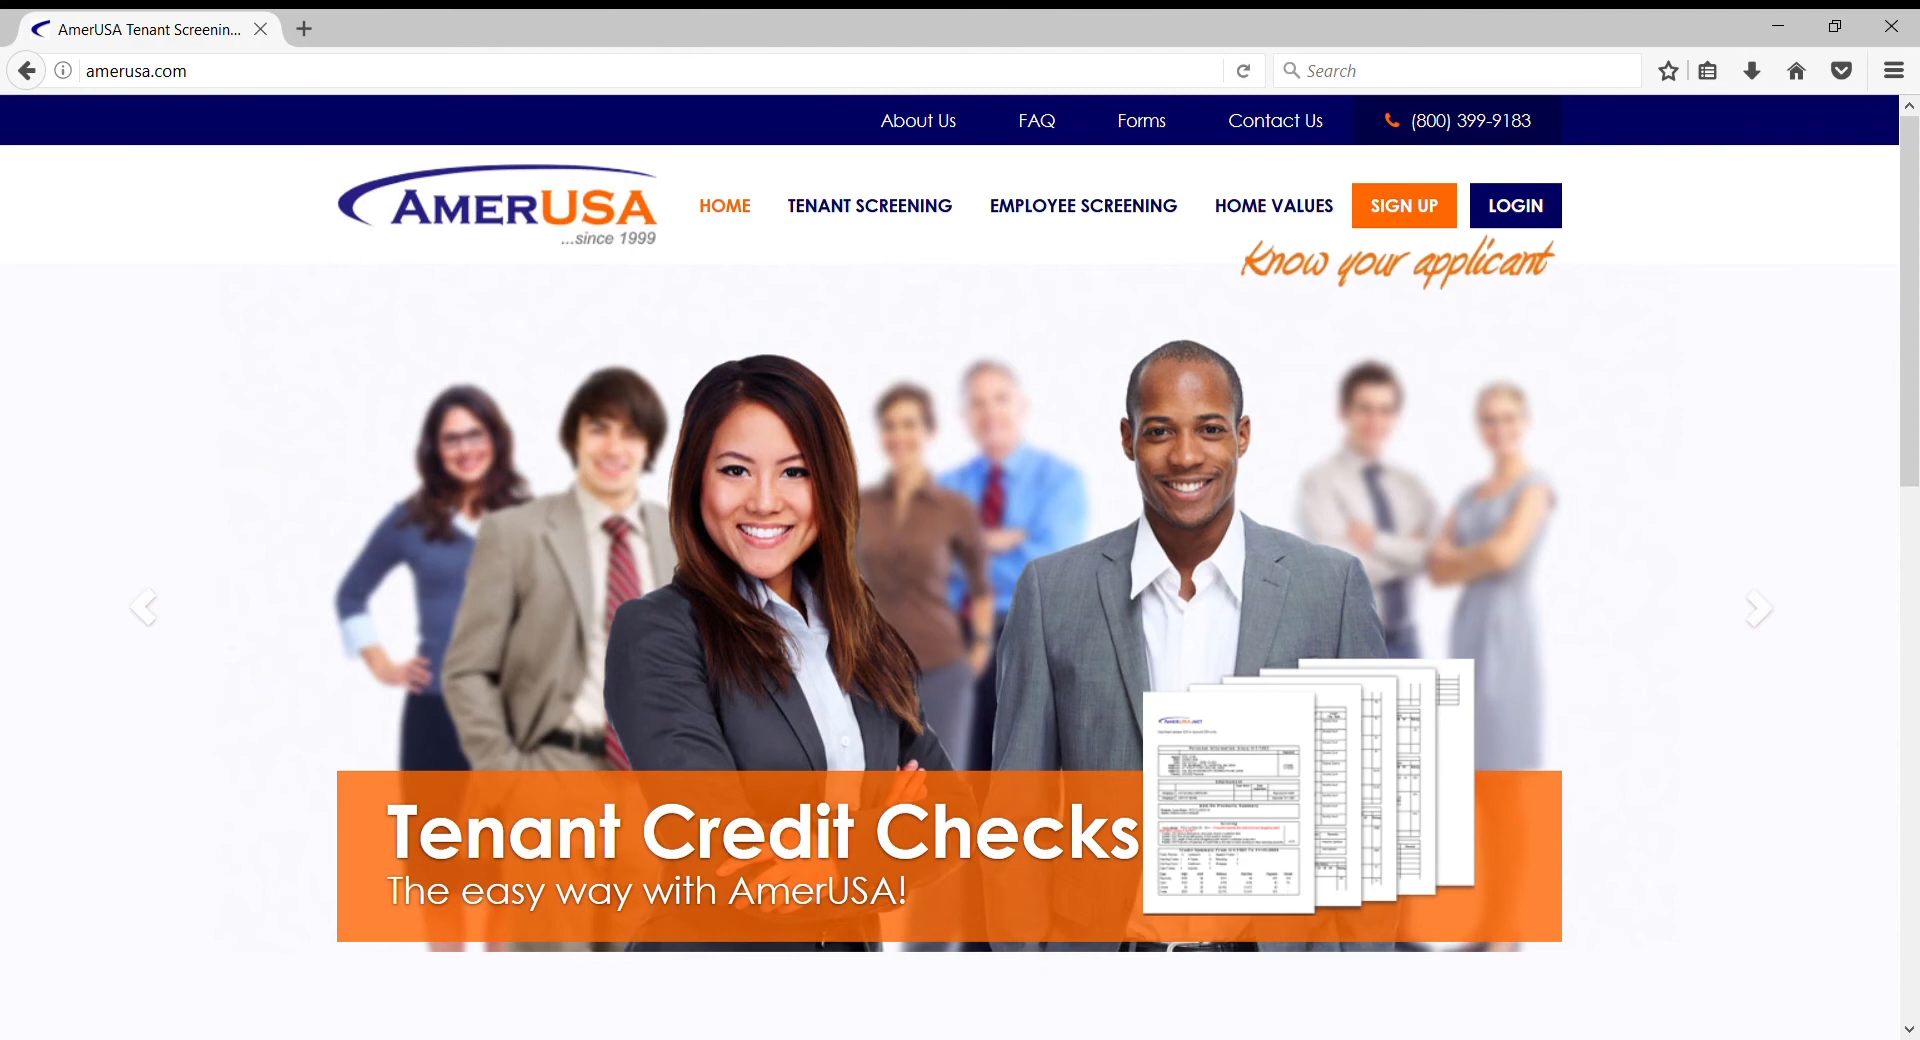 AmerUSA Tenant Screenin...
amerusa.com
Search
About Us
FAQ
Forms
Contact Us
(800) 399-9183
AMERUSA
...since 1999
HOME
TENANT SCREENING
EMPLOYEE SCREENING
HOME VALUES
SIGN UP
LOGIN
know your applicant
Tenant Credit Checks
The easy way with AmerUSA!